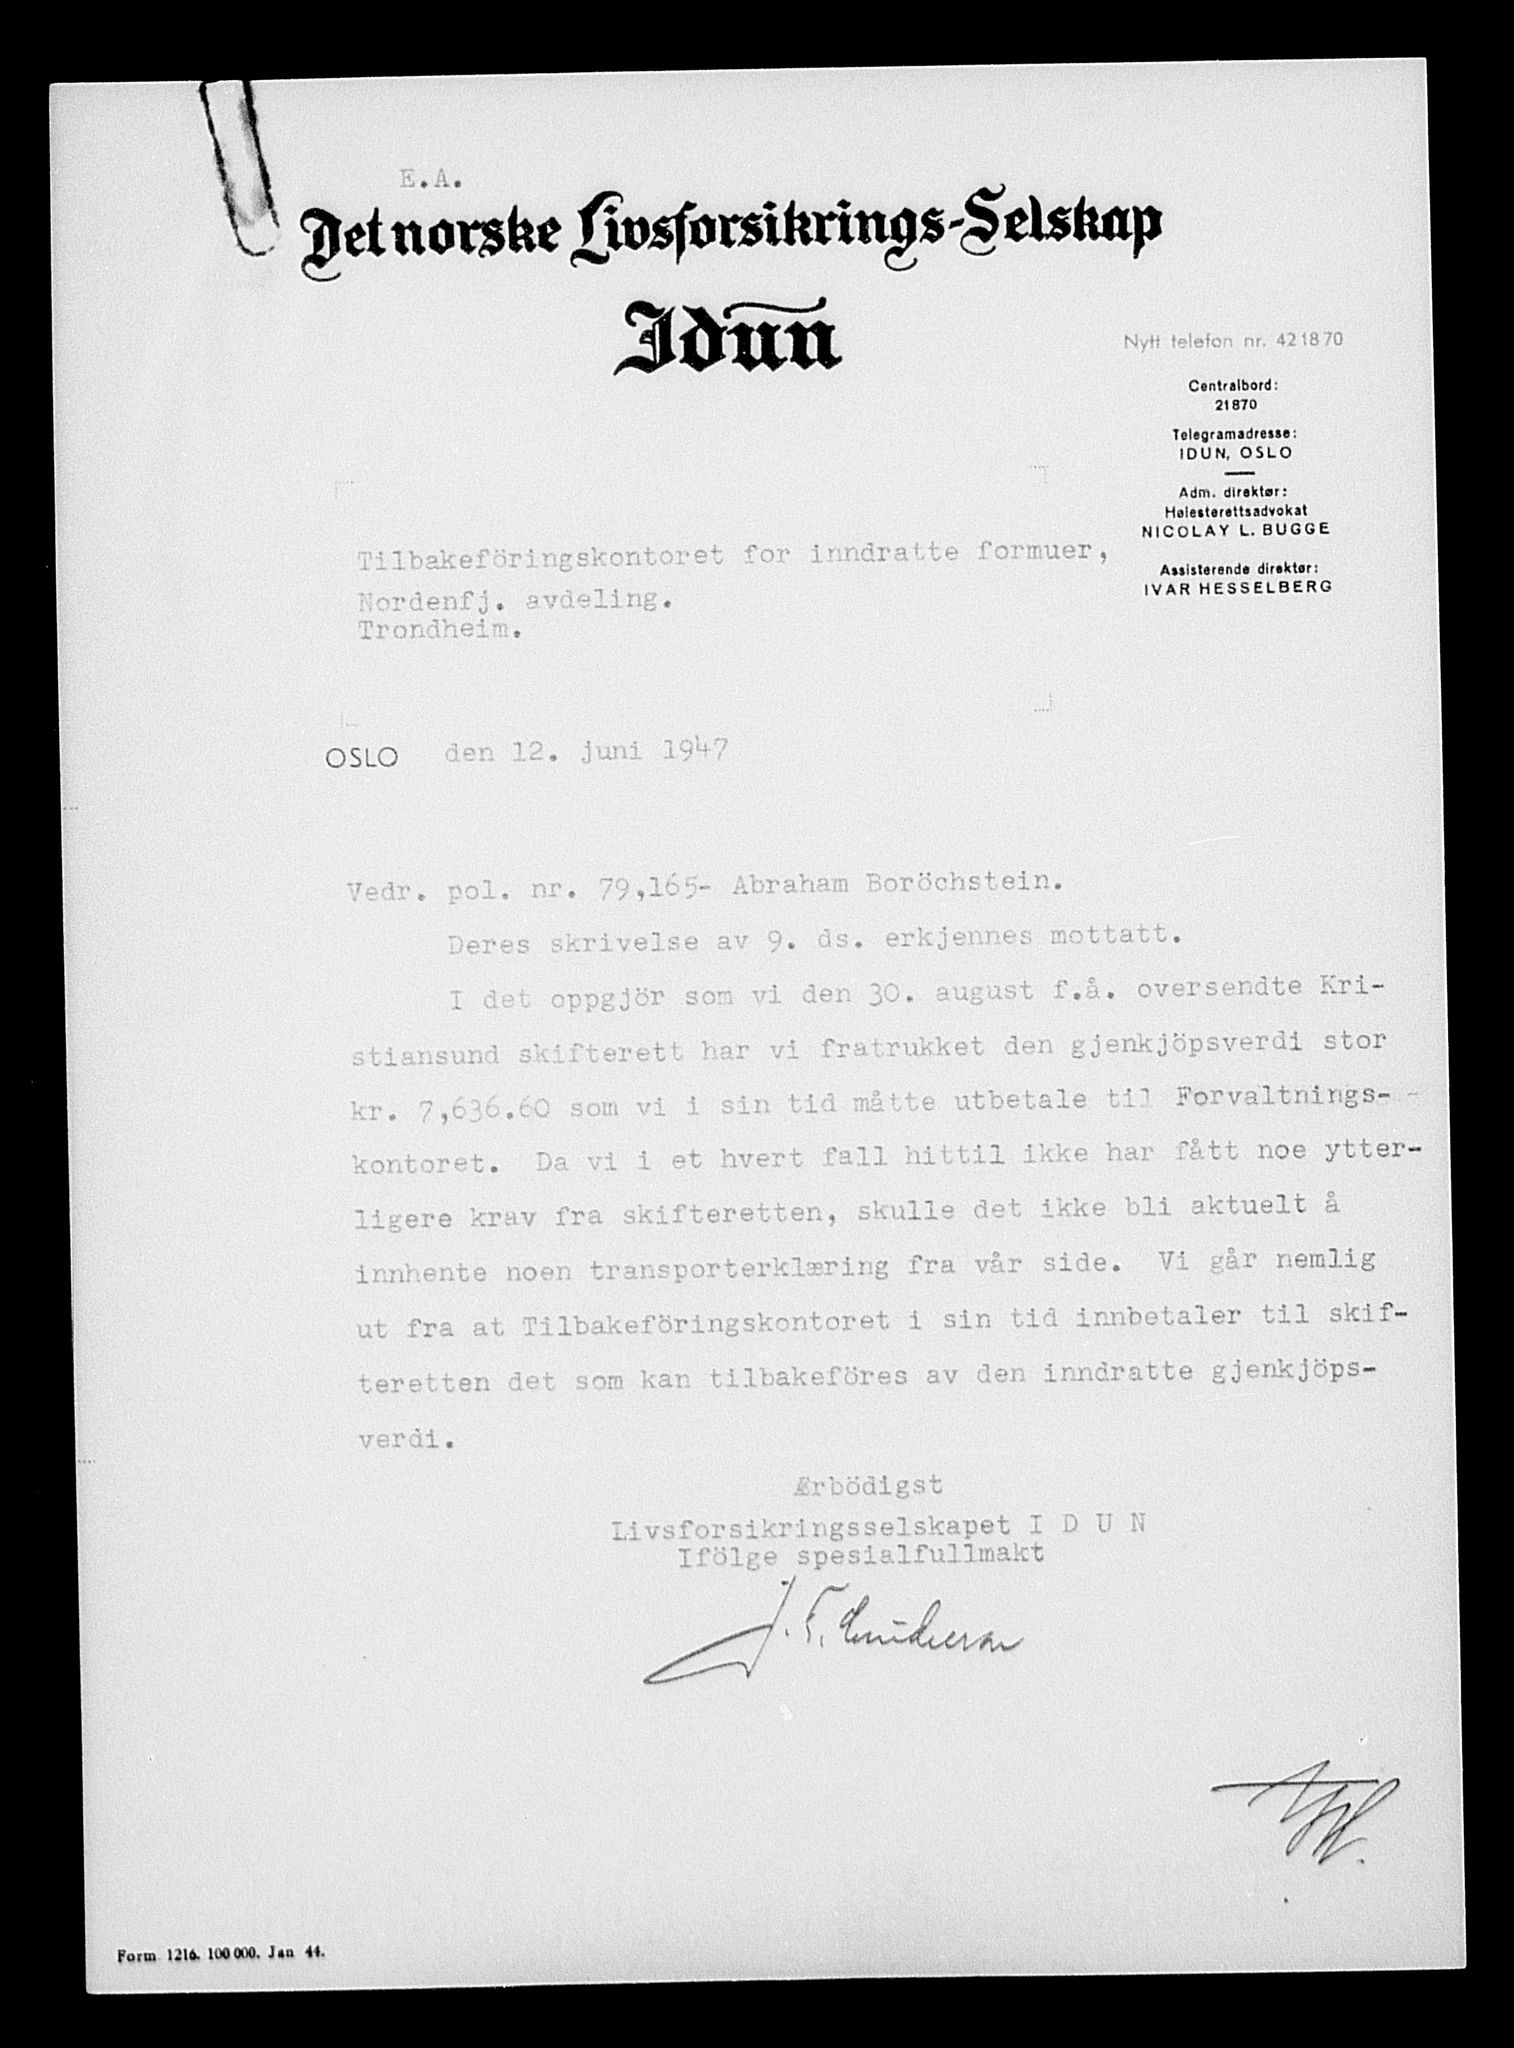 E.A.
Det norske Livsforsikrings-Selskap
Idun
Nytt telefon nr. 421870
Centralbord:
21870
Telegramadresse:
IDUN, OSLO
Adm. direktør:
Høiesterettsadvokat
NICOLAY L. BUGGE
Assisterende direktør:
IVAR HESSELBERG
Tilbakeföringskontoret for inndratte formuer,
Nordenfj. avdeling.
Trondheim.
OSLO den 12. juni 1947
Vedr. pol. nr. 79,165- Abraham Boröchstein.
Deres skrivelse av 9. ds. erkjennes mottatt.
I det oppgjör som vi den 30. august f.å. oversendte Kri-
stiansund skifterett har vi fratrukket den gjenkjöpsverdi stor
kr. 7,636.60 som vi i sin tid måtte utbetale til Forvaltnings-
kontoret. Da vi i et hvert fall hittil ikke har fått noe ytter-
ligere krav fra skifteretten, skulle det ikke bli aktuelt å
innhente noen transporterklæring fra vår side. Vi går nemlig
ut fra at Tilbakeföringskontoret i sin tid innbetaler til skif-
teretten det som kan tilbakeföres av den inndratte gjenkjöps-
verdi.
Ærbödigst
Livsforsikringsselskapet I D U N
Ifölge spesialfullmakt
Form 1216. 100 000. Jan 44.